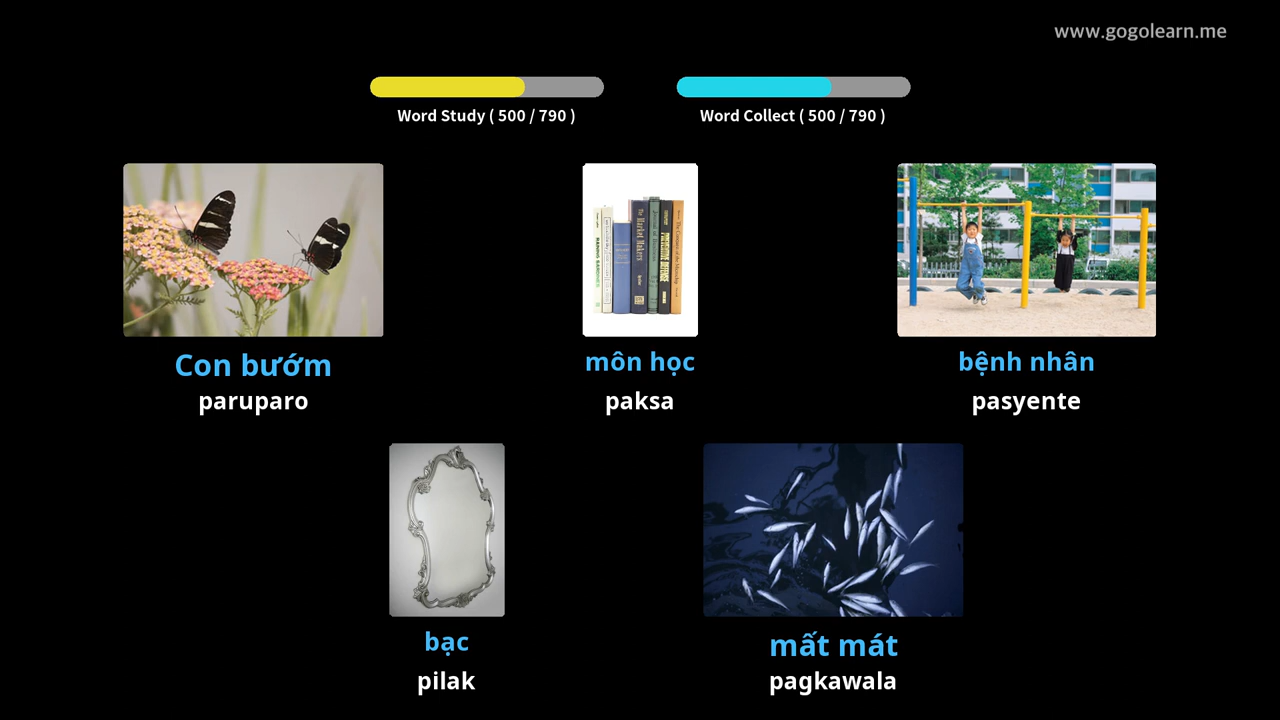 www.gogolearn.me
Word Study ( 500 / 790 )
Word Collect ( 500 / 790 )
Con bướm
paruparo
môn học
paksa
bệnh nhân
pasyente
bạc
pilak
mất mát
pagkawala